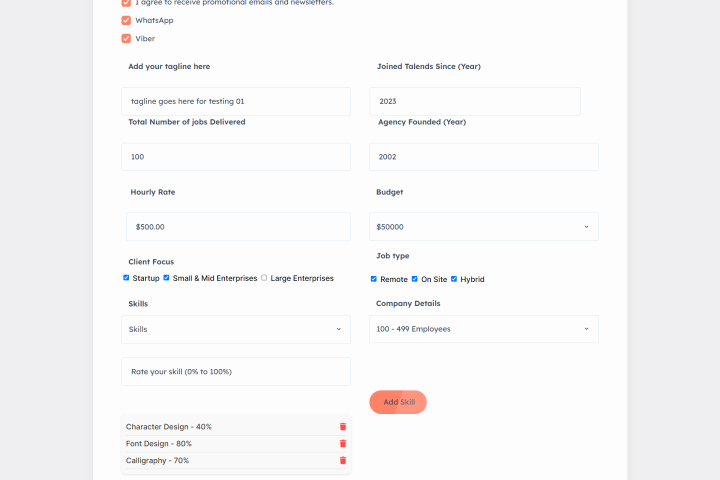 I agree to receive promotional emails and newsletters.
WhatsApp
Viber
Add your tagline here
Joined Talends Since (Year)
tagline goes here for testing 01
2023
Total Number of jobs Delivered
Agency Founded (Year)
100
2002
Hourly Rate
Budget
$500.00
$50000
Client Focus
Job type
Startup Small & Mid Enterprises Large Enterprises
Remote On Site Hybrid
Skills
Company Details
Skills
100 - 499 Employees
Rate your skill (0% to 100%)
Add Skill
Character Design - 40%
Font Design - 80%
Calligraphy - 70%